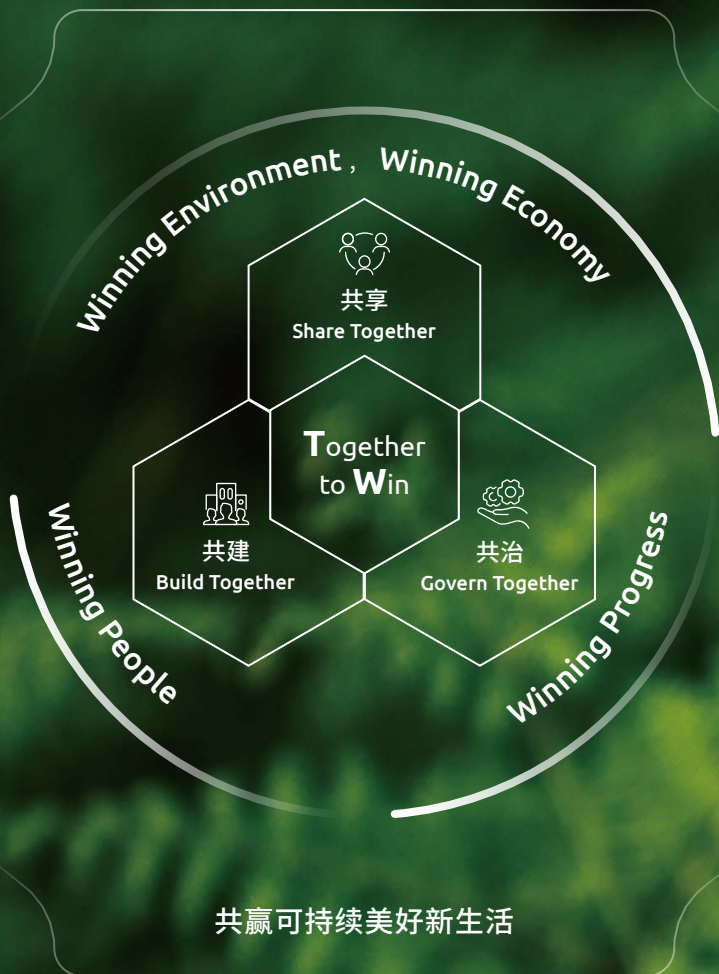 Winning Environment ,  Winning Economy
共享
Share Together
Together
to Win
共建
Build Together
共治
Govern Together
Winning People
Winning Progress
共赢可持续美好新生活